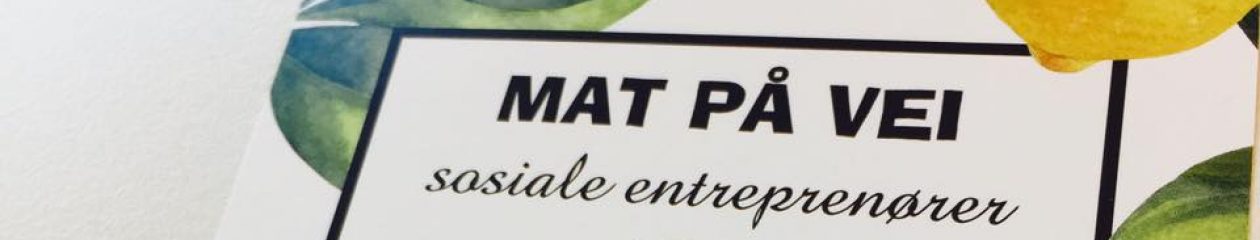 MAT PÅ VEI
sosiale entreprenører